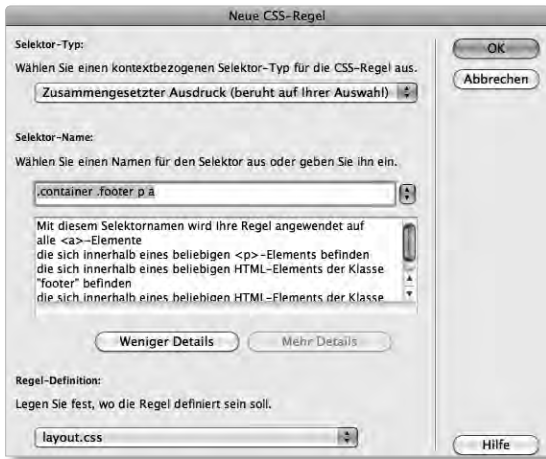 Neue CSS-Regel
Selektor-Typ:
Wählen Sie einen kontextbezogenen Selektor-Typ für die CSS-Regel aus.
Zusammengesetzter Ausdruck (beruht auf Ihrer Auswahl)
Selektor-Name:
Wählen Sie einen Namen für den Selektor aus oder geben Sie ihn ein.
.container .footer p a
Mit diesem Selektornamen wird Ihre Regel angewendet auf
alle <a>-Elemente
die sich innerhalb eines beliebigen <p>-Elements befinden
die sich innerhalb eines beliebigen HTML-Elements der Klasse
"footer" befinden
die sich innerhalb eines beliebigen HTML-Elements der Klasse
Weniger Details
Mehr Details
Regel-Definition:
Legen Sie fest, wo die Regel definiert sein soll.
layout.css
OK
Abbrechen
Hilfe